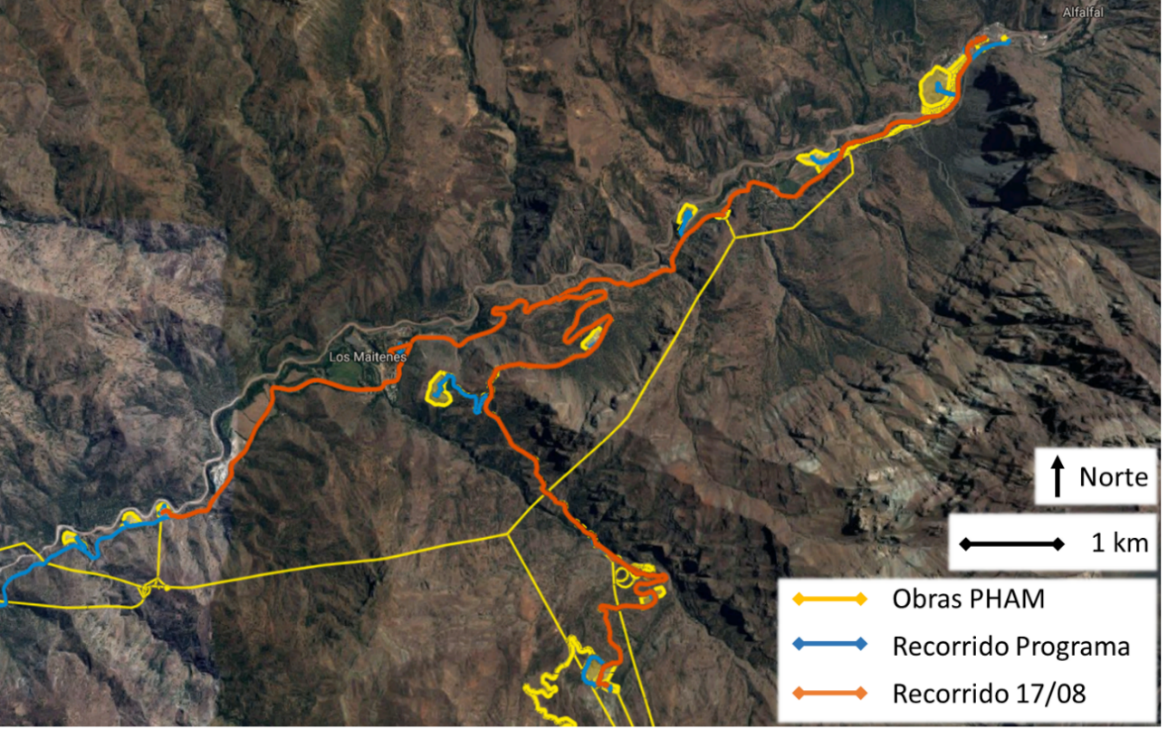 Alfalfal
Los Maitenes
Norte
1 km
Obras PHAM
Recorrido Programa
Recorrido 17/08